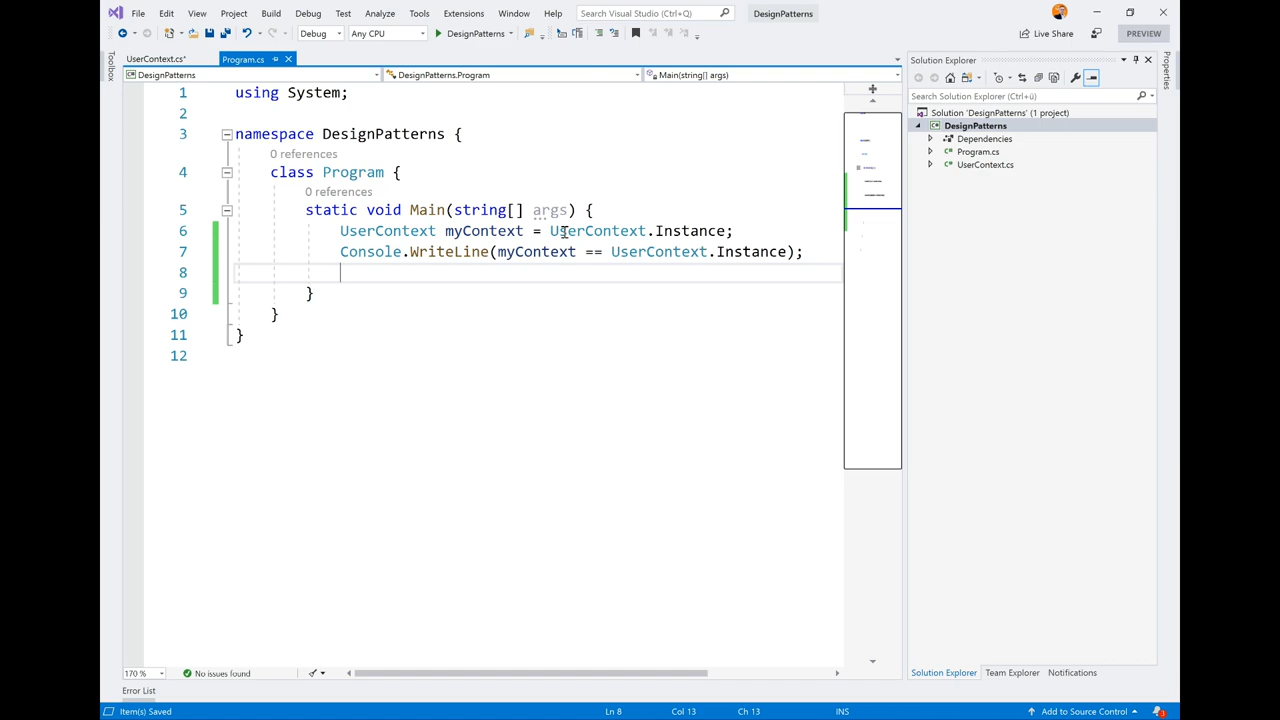 File Edit View Project Build Debug Test Analyze Tools Extensions Window Help Search Visual Studio (Ctrl+Q) DesignPatterns
Debug Any CPU DesignPatterns Live Share PREVIEW
UserContext.cs* Program.cs
DesignPatterns DesignPatterns.Program Main(string[] args)
Toolbox
1 using System;
2
3 namespace DesignPatterns {
0 references
4 class Program {
0 references
5 static void Main(string[] args) {
6 UserContext myContext = UserContext.Instance;
7 Console.WriteLine(myContext == UserContext.Instance);
8
9 }
10 }
11 }
12
Solution Explorer
Search Solution Explorer (Ctrl+ü)
Solution 'DesignPatterns' (1 project)
DesignPatterns
Dependencies
Program.cs
UserContext.cs
Properties
170 % No issues found
Solution Explorer Team Explorer Notifications
Error List
Item(s) Saved Ln 8 Col 13 Ch 13 INS Add to Source Control